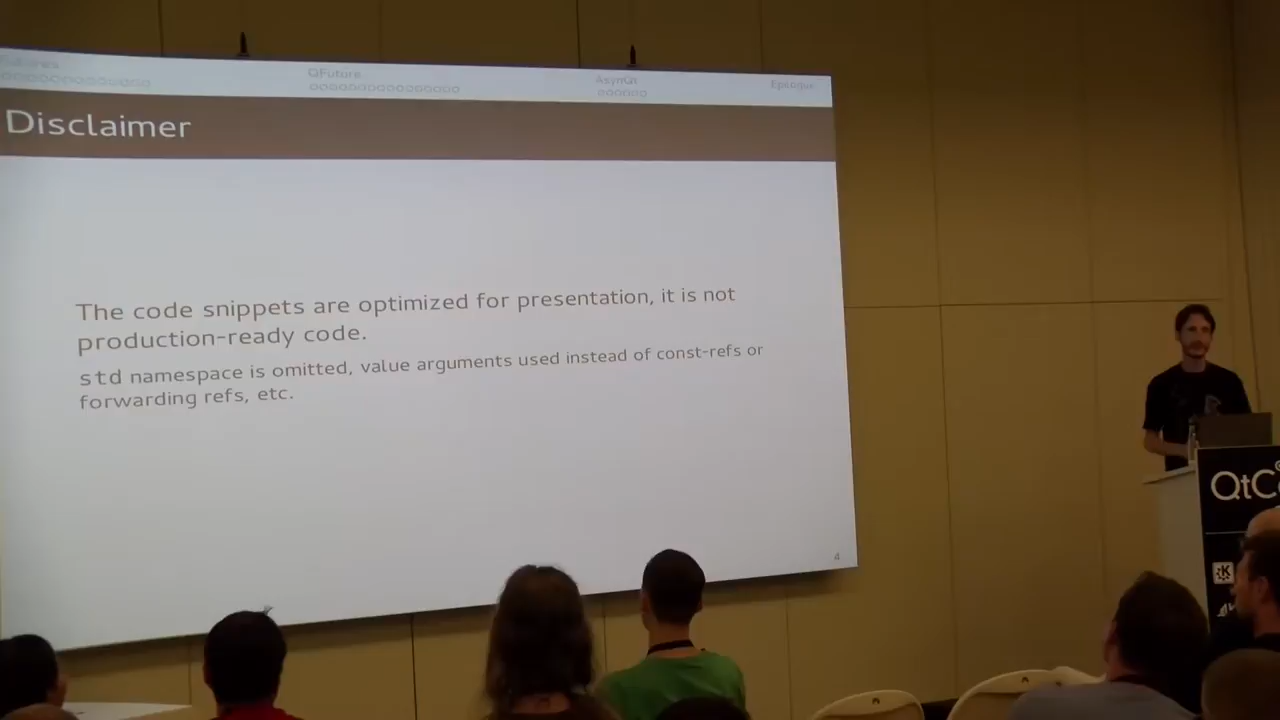 QFuture
AsynQt
Epilogue
Disclaimer
The code snippets are optimized for presentation, it is not
production-ready code.
std namespace is omitted, value arguments used instead of const-refs or
forwarding refs, etc.
4
QtC